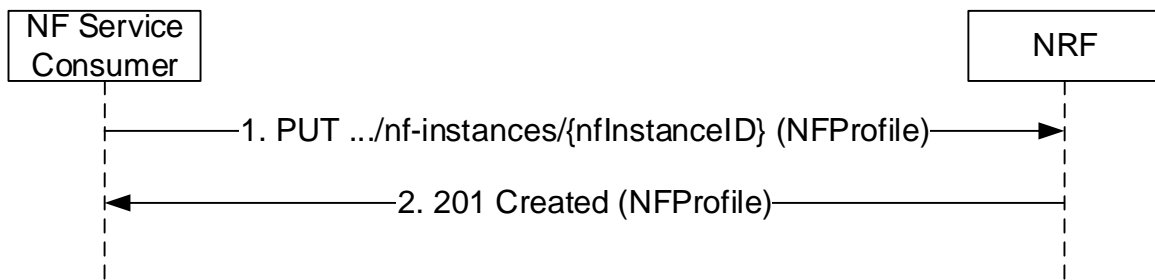 NF Service
Consumer
NRF
1. PUT .../nf-instances/{nfInstanceID} (NFProfile)
2. 201 Created (NFProfile)